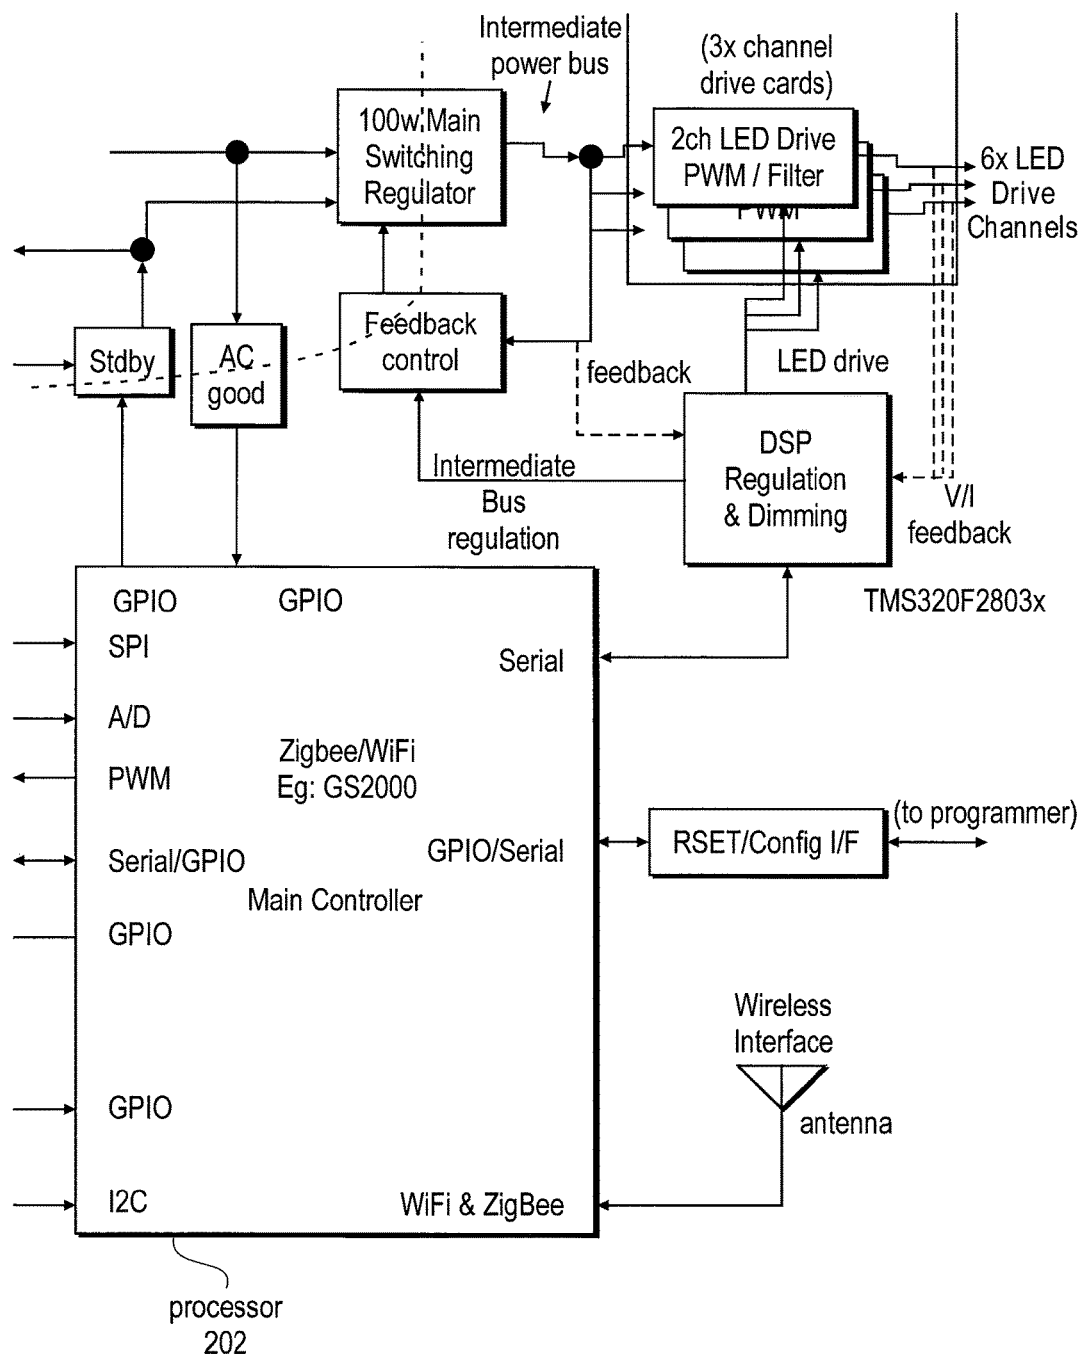 Intermediate
power bus
(3x channel
drive cards)
100w Main
Switching
Regulator
2ch LED Drive
PWM / Filter
PWM
6x LED
Drive
Channels
Stdby
AC
good
Feedback
control
feedback
LED drive
DSP
Regulation
& Dimming
Intermediate
Bus
regulation
V/I
feedback
TMS320F2803x
GPIO
GPIO
SPI
Serial
A/D
Zigbee/WiFi
Eg: GS2000
PWM
Serial/GPIO
GPIO/Serial
RSET/Config I/F
(to programmer)
Main Controller
GPIO
Wireless
Interface
antenna
GPIO
I2C
WiFi & ZigBee
processor
202